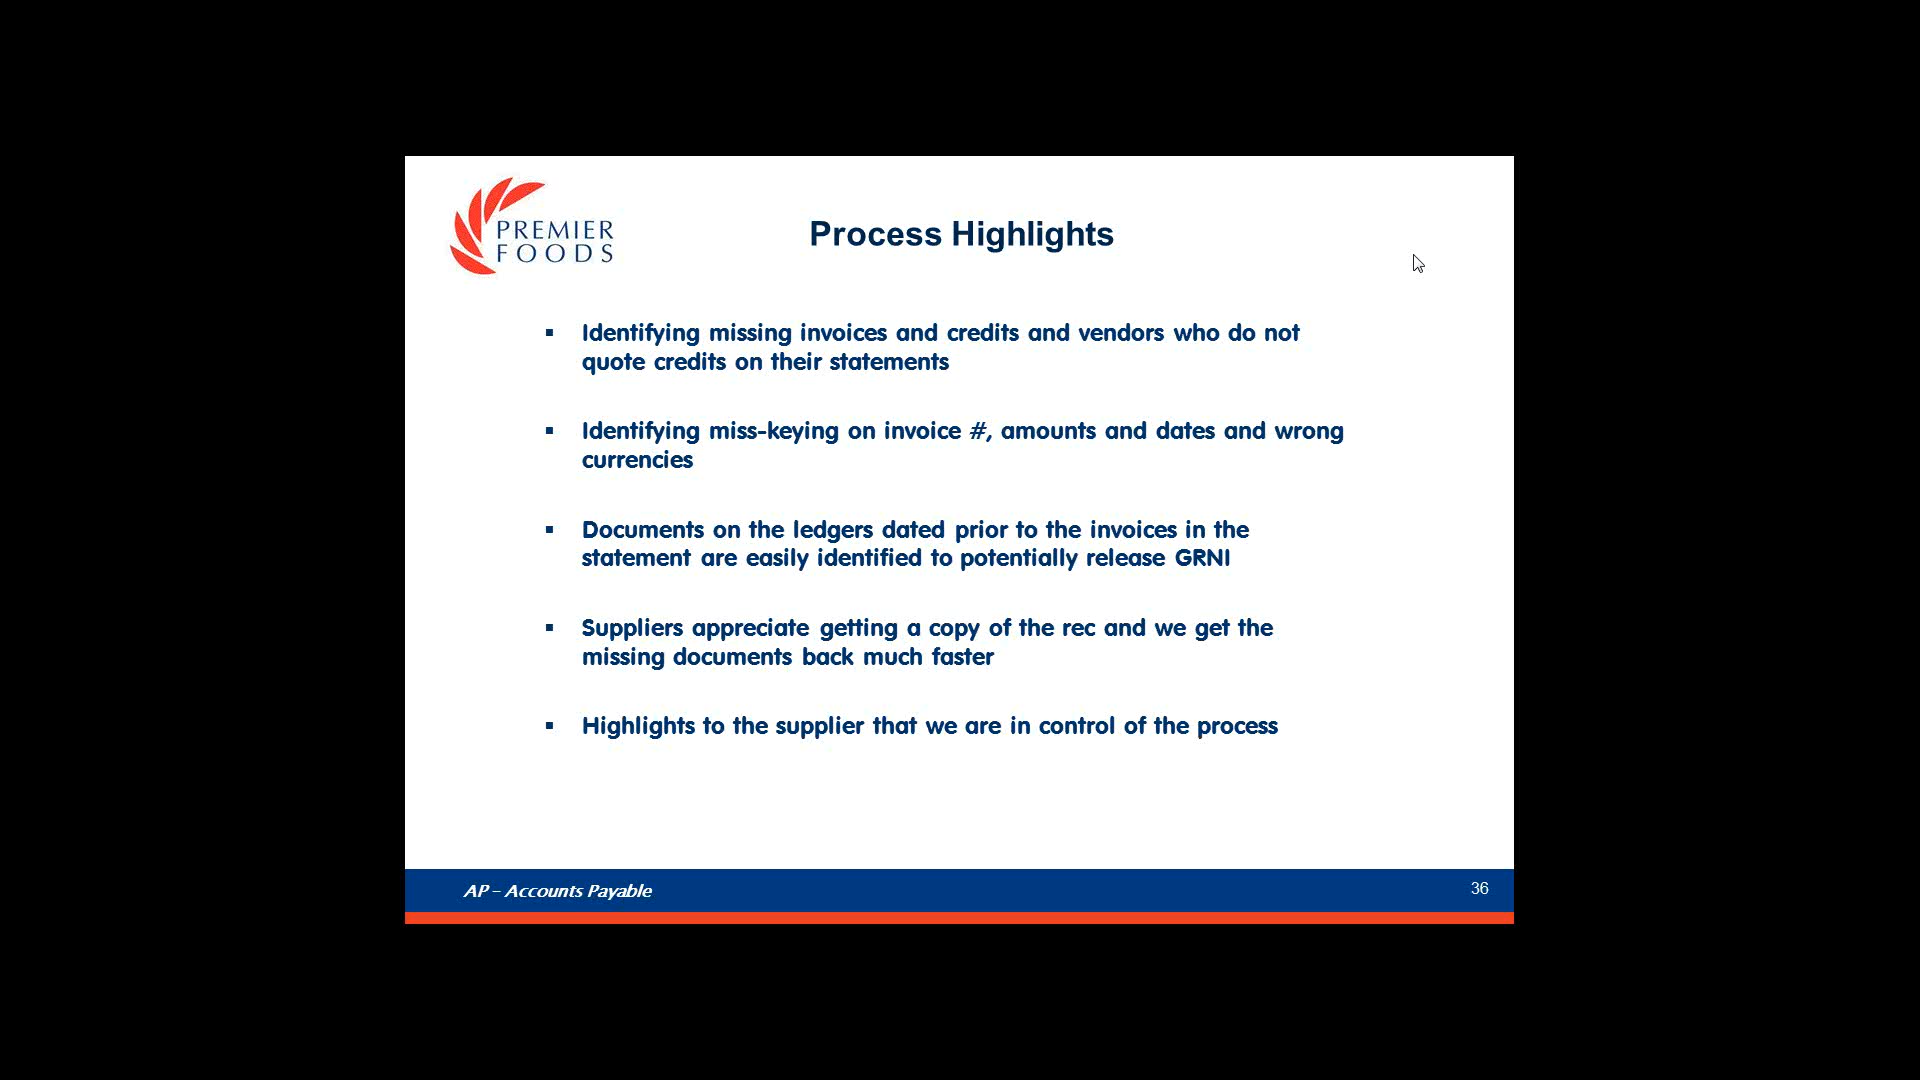 PREMIER
FOODS
Process Highlights
▪ Identifying missing invoices and credits and vendors who do not
quote credits on their statements
▪ Identifying miss-keying on invoice #, amounts and dates and wrong
currencies
▪ Documents on the ledgers dated prior to the invoices in the
statement are easily identified to potentially release GRNI
▪ Suppliers appreciate getting a copy of the rec and we get the
missing documents back much faster
▪ Highlights to the supplier that we are in control of the process
AP – Accounts Payable
36